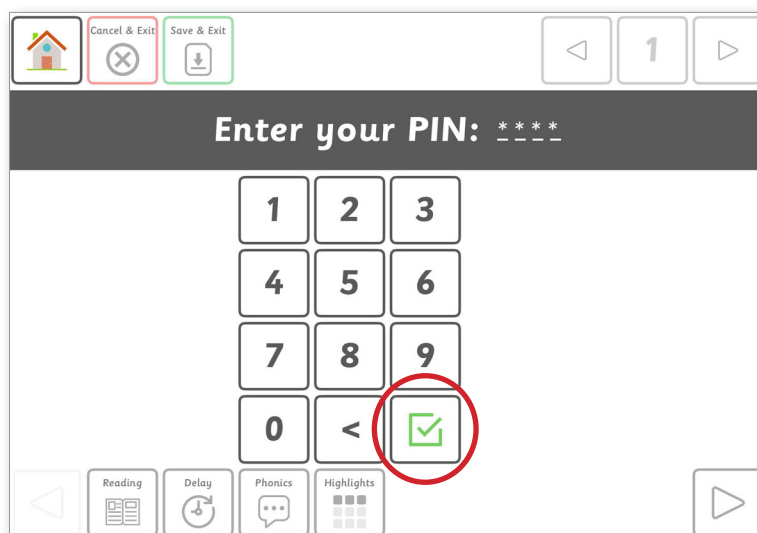 Cancel & Exit
Save & Exit
1
Enter your PIN: ****
1 2 3
4 5 6
7 8 9
0 <
Reading
Delay
Phonics
Highlights